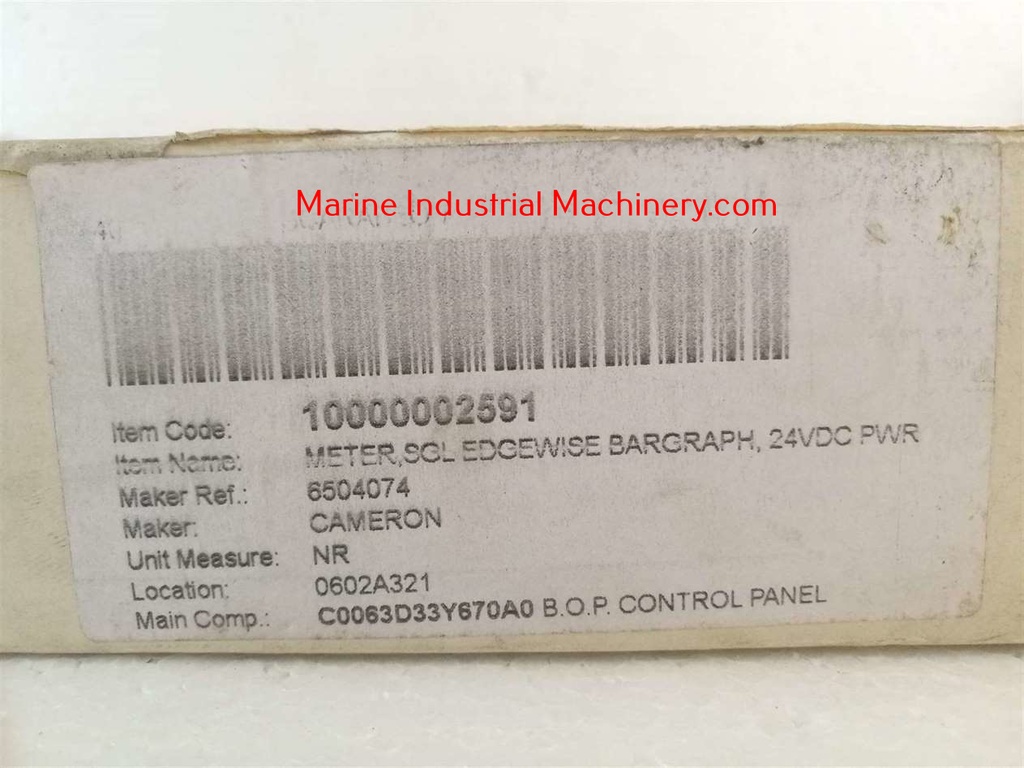 Marine Industrial Machinery.com
Item Code: 10000002591
Item Name: METER,SGL EDGEWISE BARGRAPH, 24VDC PWR
Maker Ref.: 6504074
Maker: CAMERON
Unit Measure: NR
Location: 0602A321
Main Comp.: C0063D33Y670A0 B.O.P. CONTROL PANEL